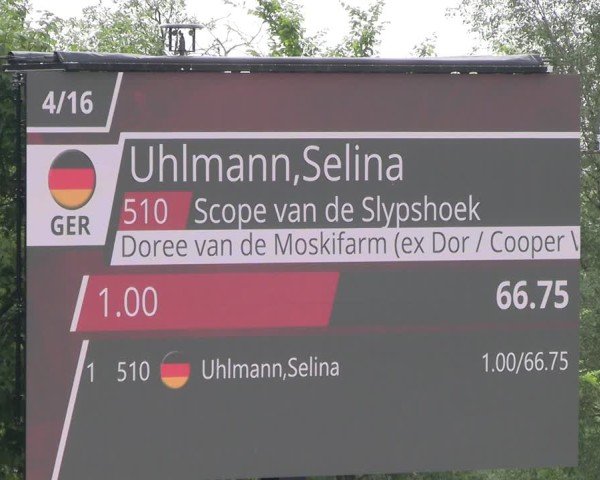 4/16
Uhlmann,Selina
GER
510 Scope van de Slypshoek
Doree van de Moskifarm (ex Dor / Cooper
1.00 66.75
1 510 Uhlmann,Selina 1.00/66.75